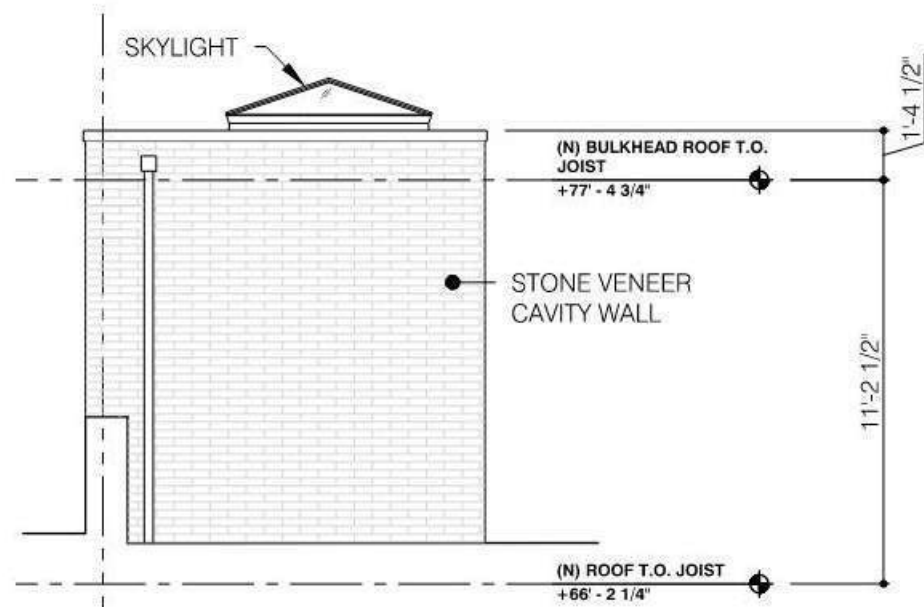 SKYLIGHT
1'-4 1/2"
(N) BULKHEAD ROOF T.O.
JOIST
+77' - 4 3/4"
STONE VENEER
CAVITY WALL
11'-2 1/2"
(N) ROOF T.O. JOIST
+66' - 2 1/4"